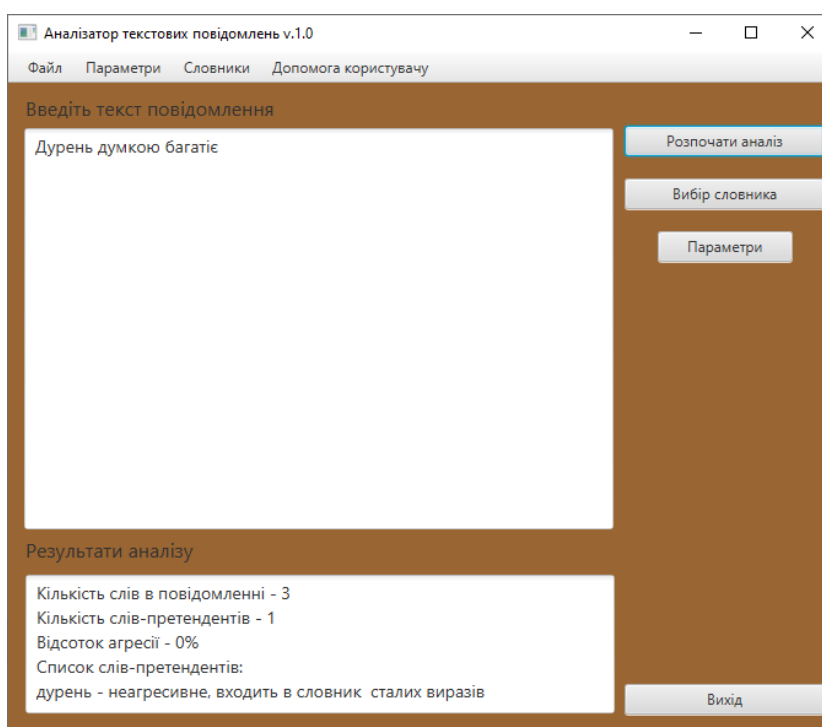 Аналізатор текстових повідомлень v.1.0
Файл Параметри Словники Допомога користувачу
Введіть текст повідомлення
Дурень думкою багатіє
Розпочати аналіз
Вибір словника
Параметри
Результати аналізу
Кількість слів в повідомленні - 3
Кількість слів-претендентів - 1
Відсоток агресії - 0%
Список слів-претендентів:
дурень - неагресивне, входить в словник  сталих виразів
Вихід